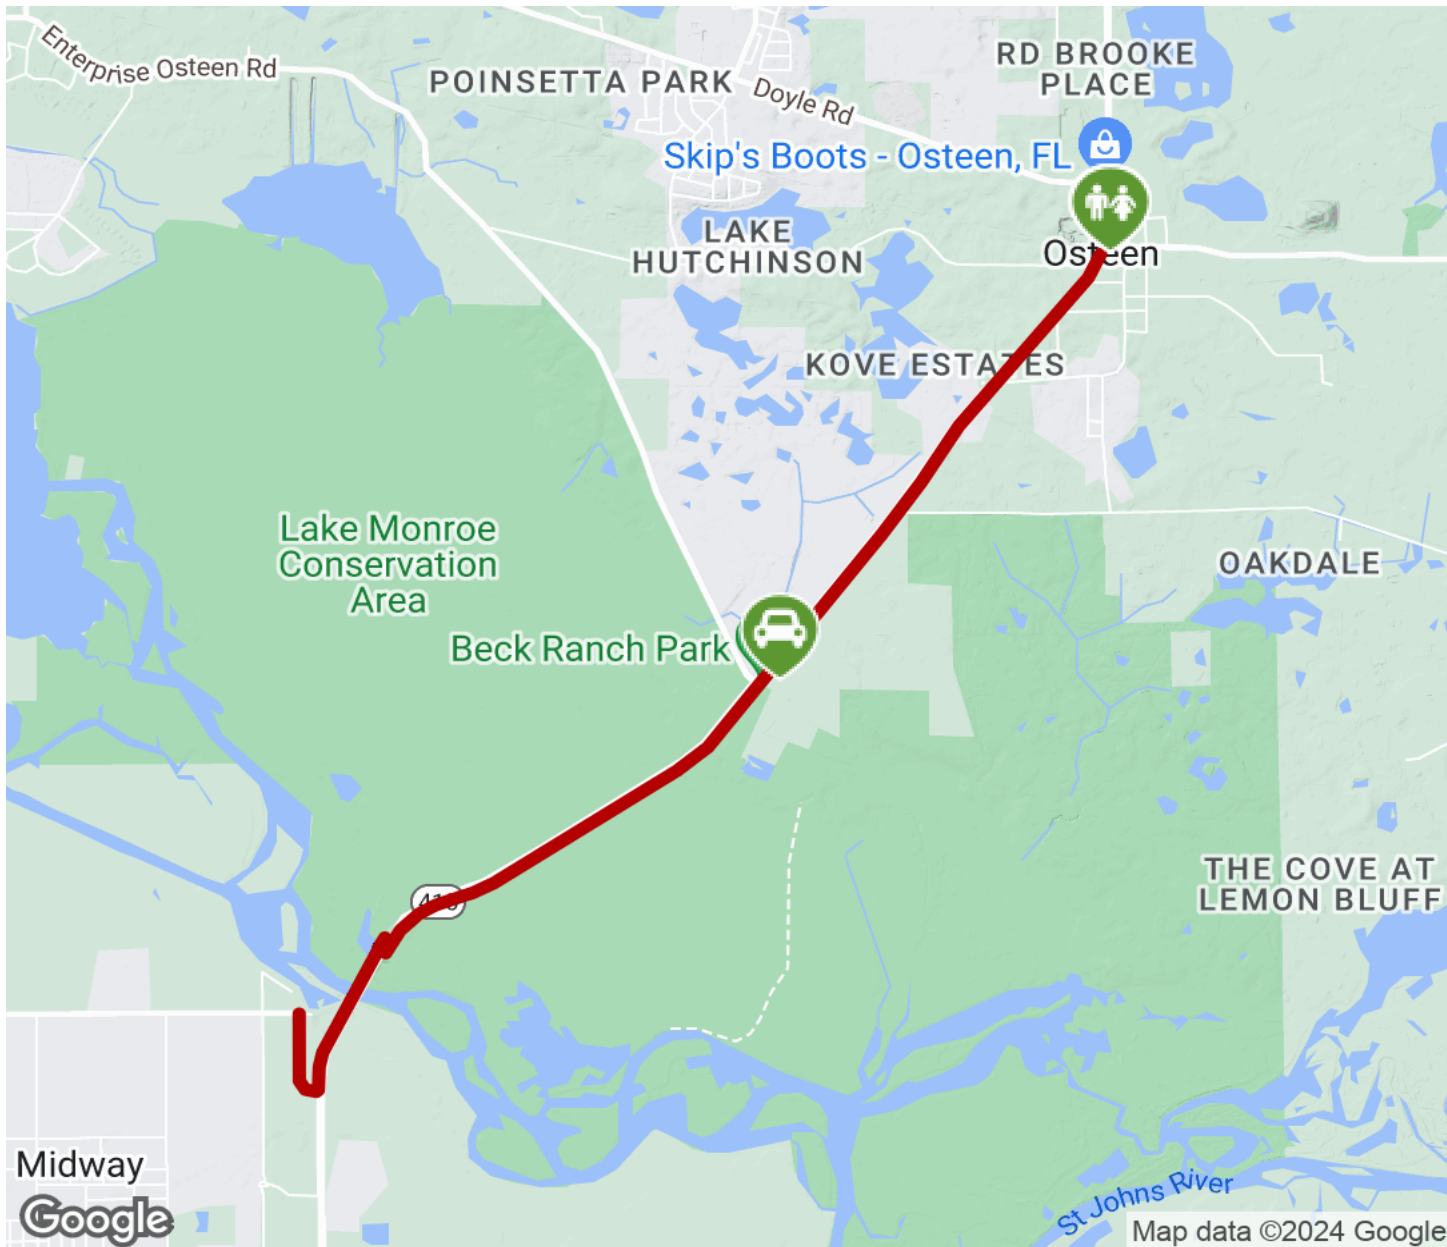 Enterprise Osteen Rd
POINSETTA PARK
Doyle Rd
RD BROOKE
PLACE
Skip's Boots - Osteen, FL
LAKE
HUTCHINSON
Osteen
KOVE ESTATES
Lake Monroe
Conservation
Area
OAKDALE
Beck Ranch Park
THE COVE AT
LEMON BLUFF
Midway
St Johns River
Google
Map data ©2024 Google